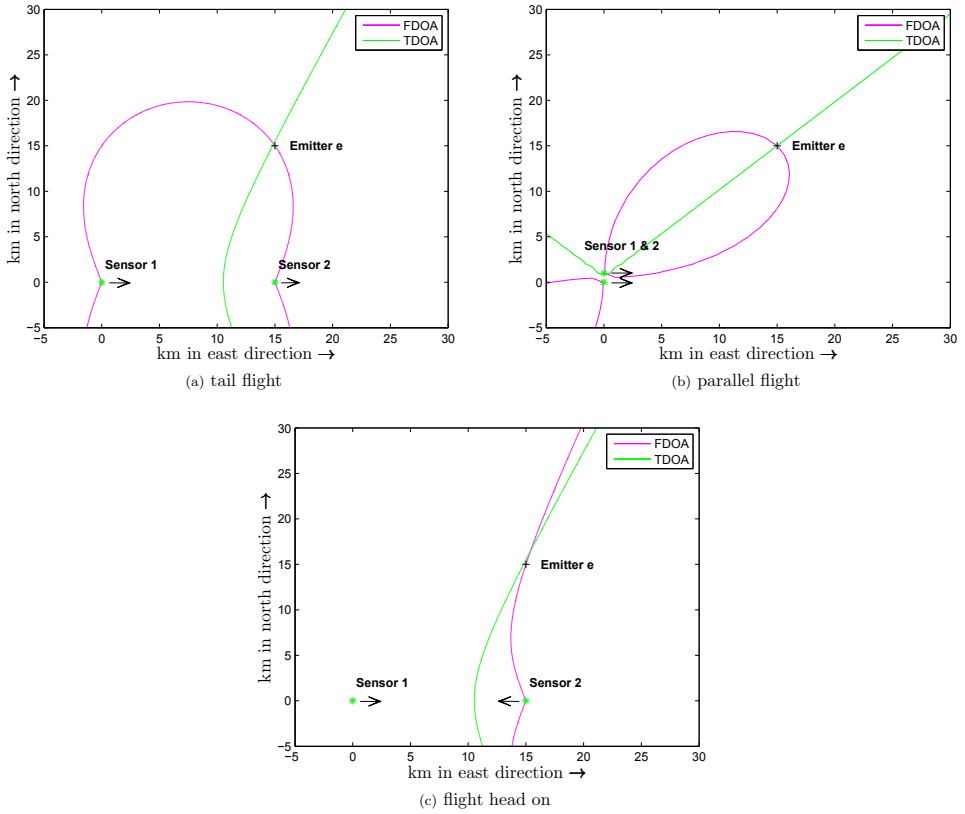 FDOA
TDOA
30
25
20
15
10
5
0
−5
−5
0
5
10
15
20
25
30
km in north direction →
Emitter e
Sensor 1
Sensor 2
km in east direction →
(a) tail flight
FDOA
TDOA
30
25
20
15
10
5
0
−5
−5
0
5
10
15
20
25
30
km in north direction →
Emitter e
Sensor 1 & 2
km in east direction →
(b) parallel flight
FDOA
TDOA
30
25
20
15
10
5
0
−5
−5
0
5
10
15
20
25
30
km in north direction →
Emitter e
Sensor 1
Sensor 2
km in east direction →
(c) flight head on